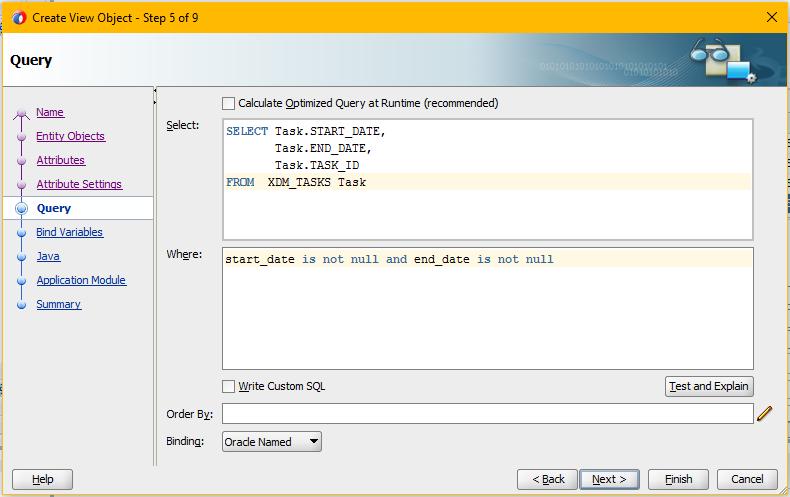 Create View Object - Step 5 of 9
Query
010101010101010101010101
01010101010
Name
Entity Objects
Attributes
Attribute Settings
Query
Bind Variables
Java
Application Module
Summary
Calculate Optimized Query at Runtime (recommended)
Select:
SELECT Task.START_DATE,
Task.END_DATE,
Task.TASK_ID
FROM XDM_TASKS Task
Where:
start_date is not null and end_date is not null
Write Custom SQL
Test and Explain
Order By:
Binding:
Oracle Named
Help
< Back
Next >
Finish
Cancel